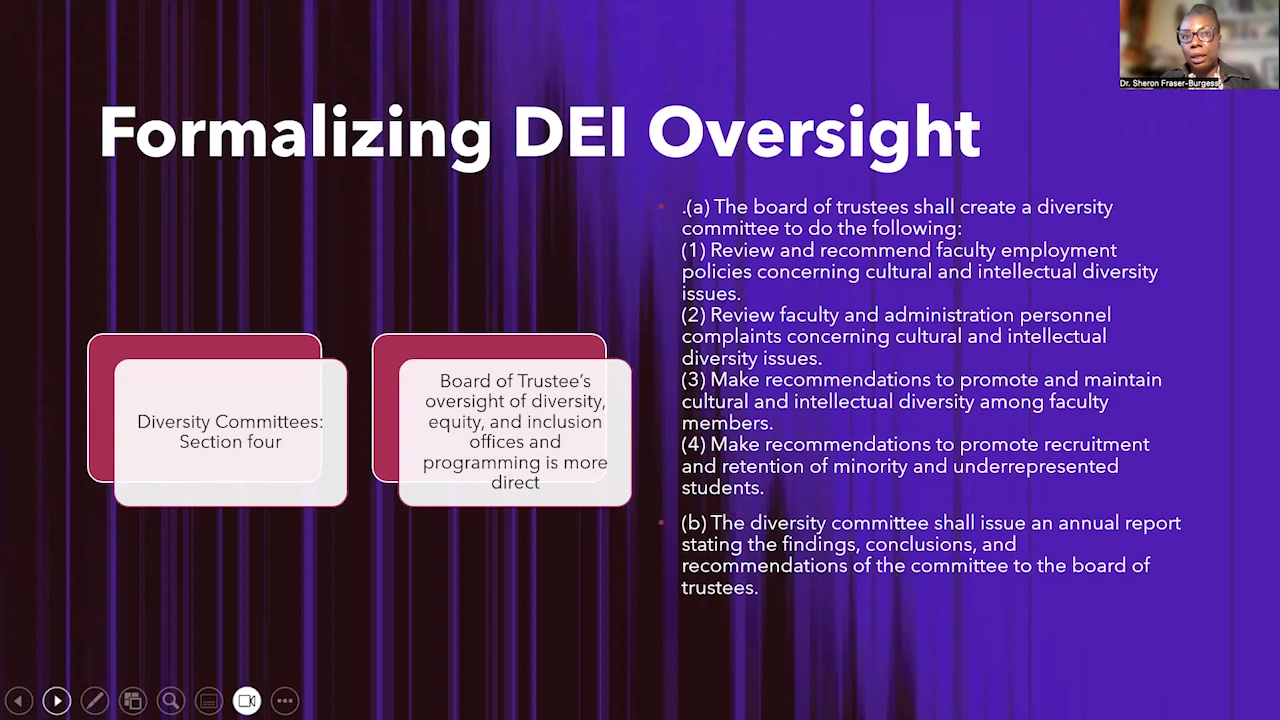 Dr. Sheron Fraser-Burgess
Formalizing DEI Oversight
Diversity Committees:
Section four
Board of Trustee’s
oversight of diversity,
equity, and inclusion
offices and
programming is more
direct
.(a) The board of trustees shall create a diversity
committee to do the following:
(1) Review and recommend faculty employment
policies concerning cultural and intellectual diversity
issues.
(2) Review faculty and administration personnel
complaints concerning cultural and intellectual
diversity issues.
(3) Make recommendations to promote and maintain
cultural and intellectual diversity among faculty
members.
(4) Make recommendations to promote recruitment
and retention of minority and underrepresented
students.
(b) The diversity committee shall issue an annual report
stating the findings, conclusions, and
recommendations of the committee to the board of
trustees.